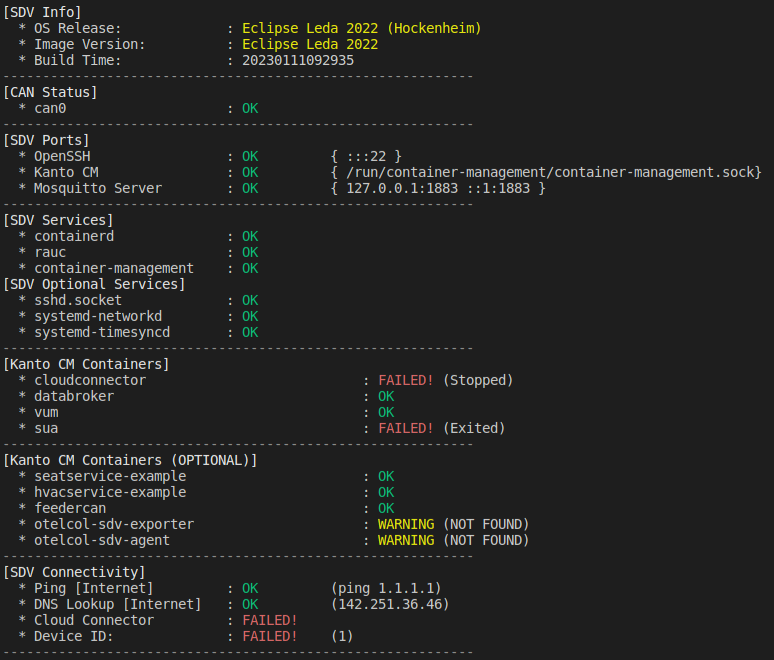 [SDV Info]
  * OS Release:             : Eclipse Leda 2022 (Hockenheim)
  * Image Version:          : Eclipse Leda 2022
  * Build Time:             : 20230111092935
-----------------------------------------------------------
[CAN Status]
  * can0                    : OK
-----------------------------------------------------------
[SDV Ports]
  * OpenSSH                 : OK         { :::22 }
  * Kanto CM                : OK         { /run/container-management/container-management.sock}
  * Mosquitto Server        : OK         { 127.0.0.1:1883 ::1:1883 }
-----------------------------------------------------------
[SDV Services]
  * containerd              : OK
  * rauc                    : OK
  * container-management    : OK
[SDV Optional Services]
  * sshd.socket             : OK
  * systemd-networkd        : OK
  * systemd-timesyncd       : OK
-----------------------------------------------------------
[Kanto CM Containers]
  * cloudconnector                           : FAILED! (Stopped)
  * databroker                               : OK
  * vum                                      : OK
  * sua                                      : FAILED! (Exited)
-----------------------------------------------------------
[Kanto CM Containers (OPTIONAL)]
  * seatservice-example                      : OK
  * hvacservice-example                      : OK
  * feedercan                                : OK
  * otelcol-sdv-exporter                     : WARNING (NOT FOUND)
  * otelcol-sdv-agent                        : WARNING (NOT FOUND)
-----------------------------------------------------------
[SDV Connectivity]
  * Ping [Internet]         : OK         (ping 1.1.1.1)
  * DNS Lookup [Internet]   : OK         (142.251.36.46)
  * Cloud Connector         : FAILED!
  * Device ID:              : FAILED!    (1)
-----------------------------------------------------------